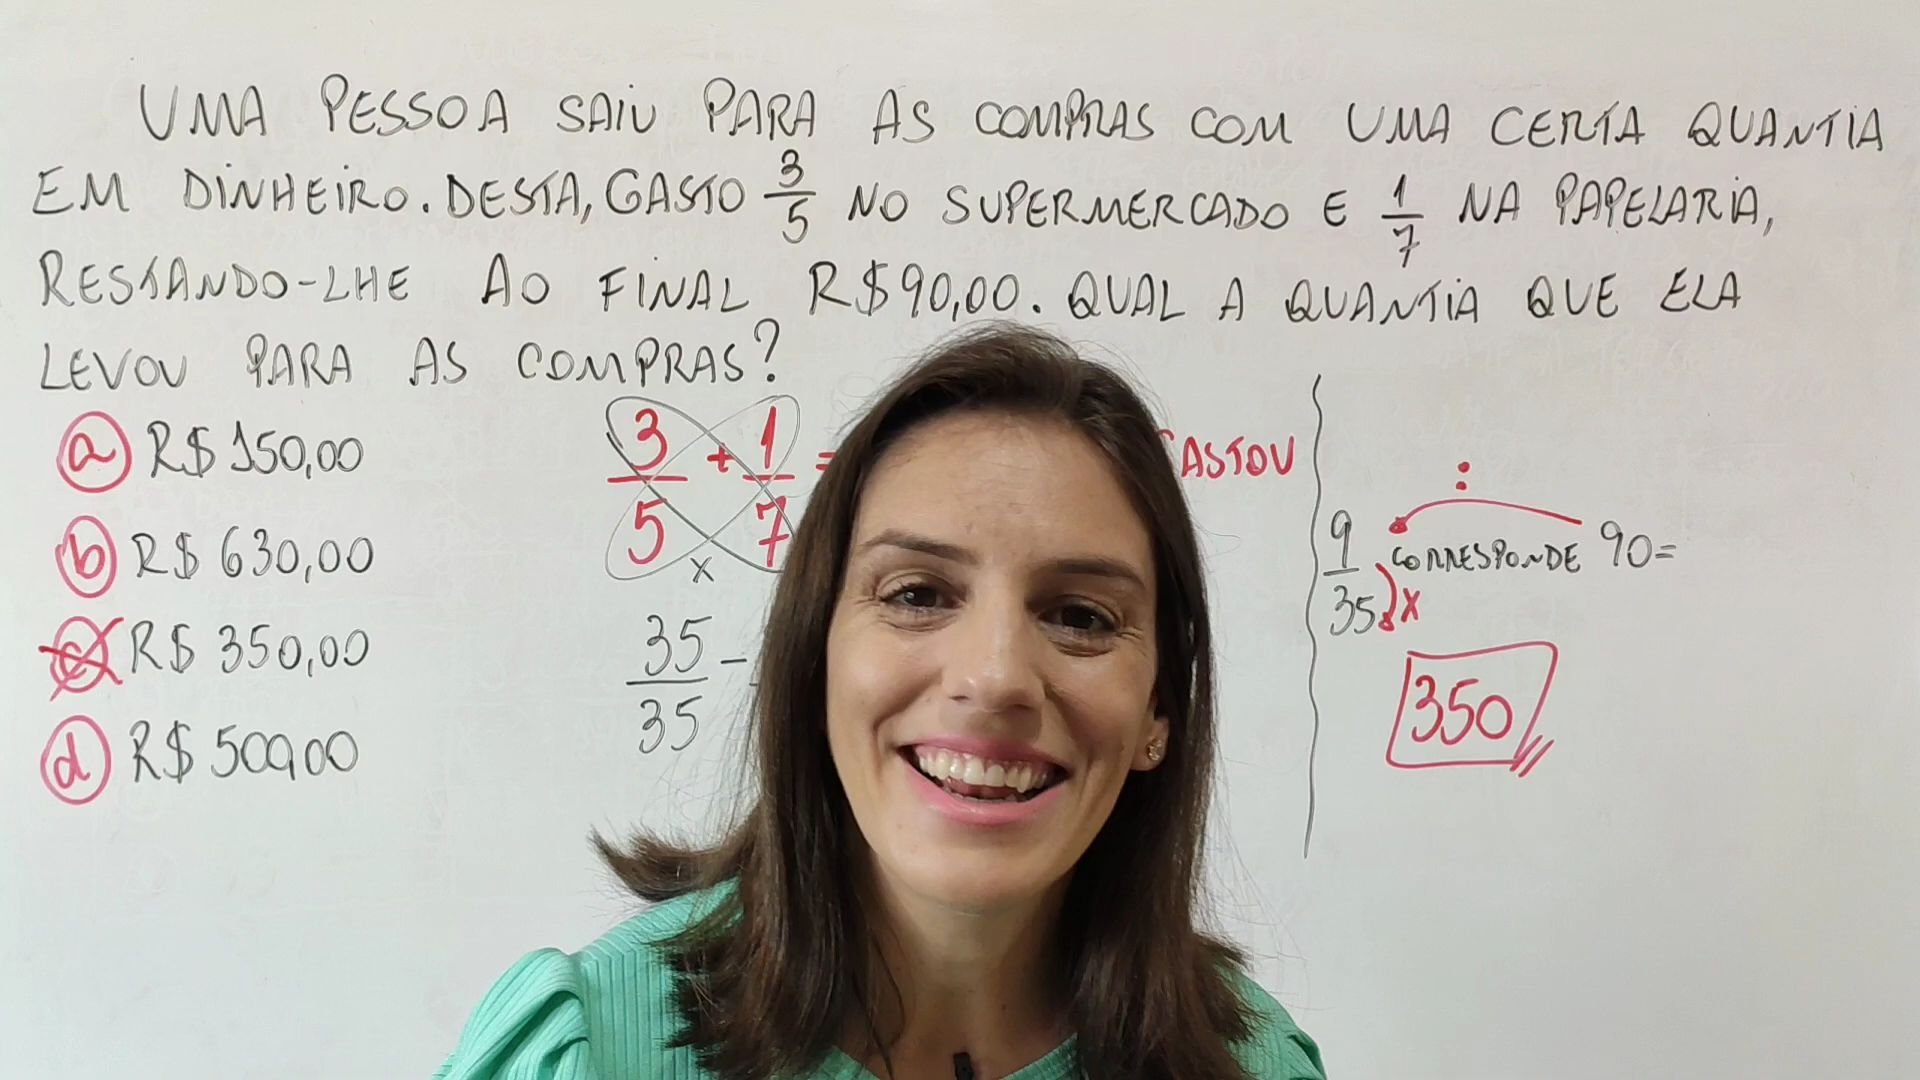 UMA PESSOA SAIU PARA AS COMPRAS COM UMA CERTA QUANTIA
EM DINHEIRO. DESTA, GASTO 3/5 NO SUPERMERCADO E 1/7 NA PAPELARIA,
RESTANDO-LHE AO FINAL R$90,00. QUAL A QUANTIA QUE ELA
LEVOU PARA AS COMPRAS?
a R$ 150,00
b R$ 630,00
c R$ 350,00
d R$ 500,00
3/5 + 1/7 =
x
35/35 -
ASTOU
:
9/35 CORRESPONDE 90=
x
350